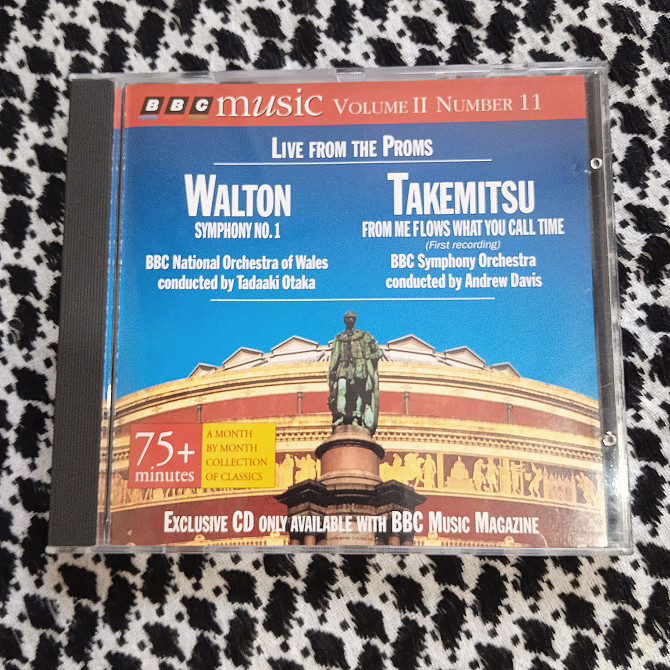 BBC music VOLUME II NUMBER 11
LIVE FROM THE PROMS
WALTON
SYMPHONY NO. 1
BBC National Orchestra of Wales
conducted by Tadaaki Otaka
TAKEMITSU
FROM ME FLOWS WHAT YOU CALL TIME
(First recording)
BBC Symphony Orchestra
conducted by Andrew Davis
75+
minutes
A MONTH
BY MONTH
COLLECTION
OF CLASSICS
EXCLUSIVE CD ONLY AVAILABLE WITH BBC MUSIC MAGAZINE